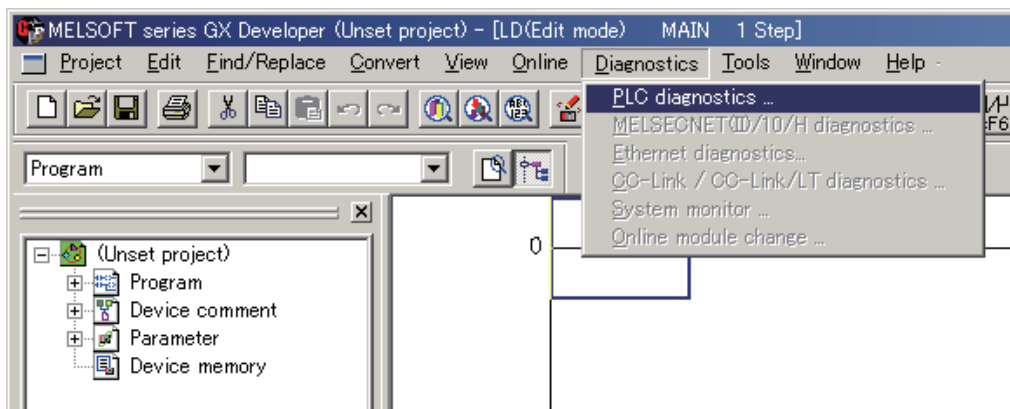 MELSOFT series GX Developer (Unset project) - [LD(Edit mode) MAIN 1 Step]
Project Edit Find/Replace Convert View Online Diagnostics Tools Window Help
PLC diagnostics ...
MELSECNET(II)/10/H diagnostics ...
Ethernet diagnostics...
CC-Link / CC-Link/LT diagnostics ...
System monitor ...
Online module change ...
F6
Program
0
(Unset project)
Program
Device comment
Parameter
Device memory